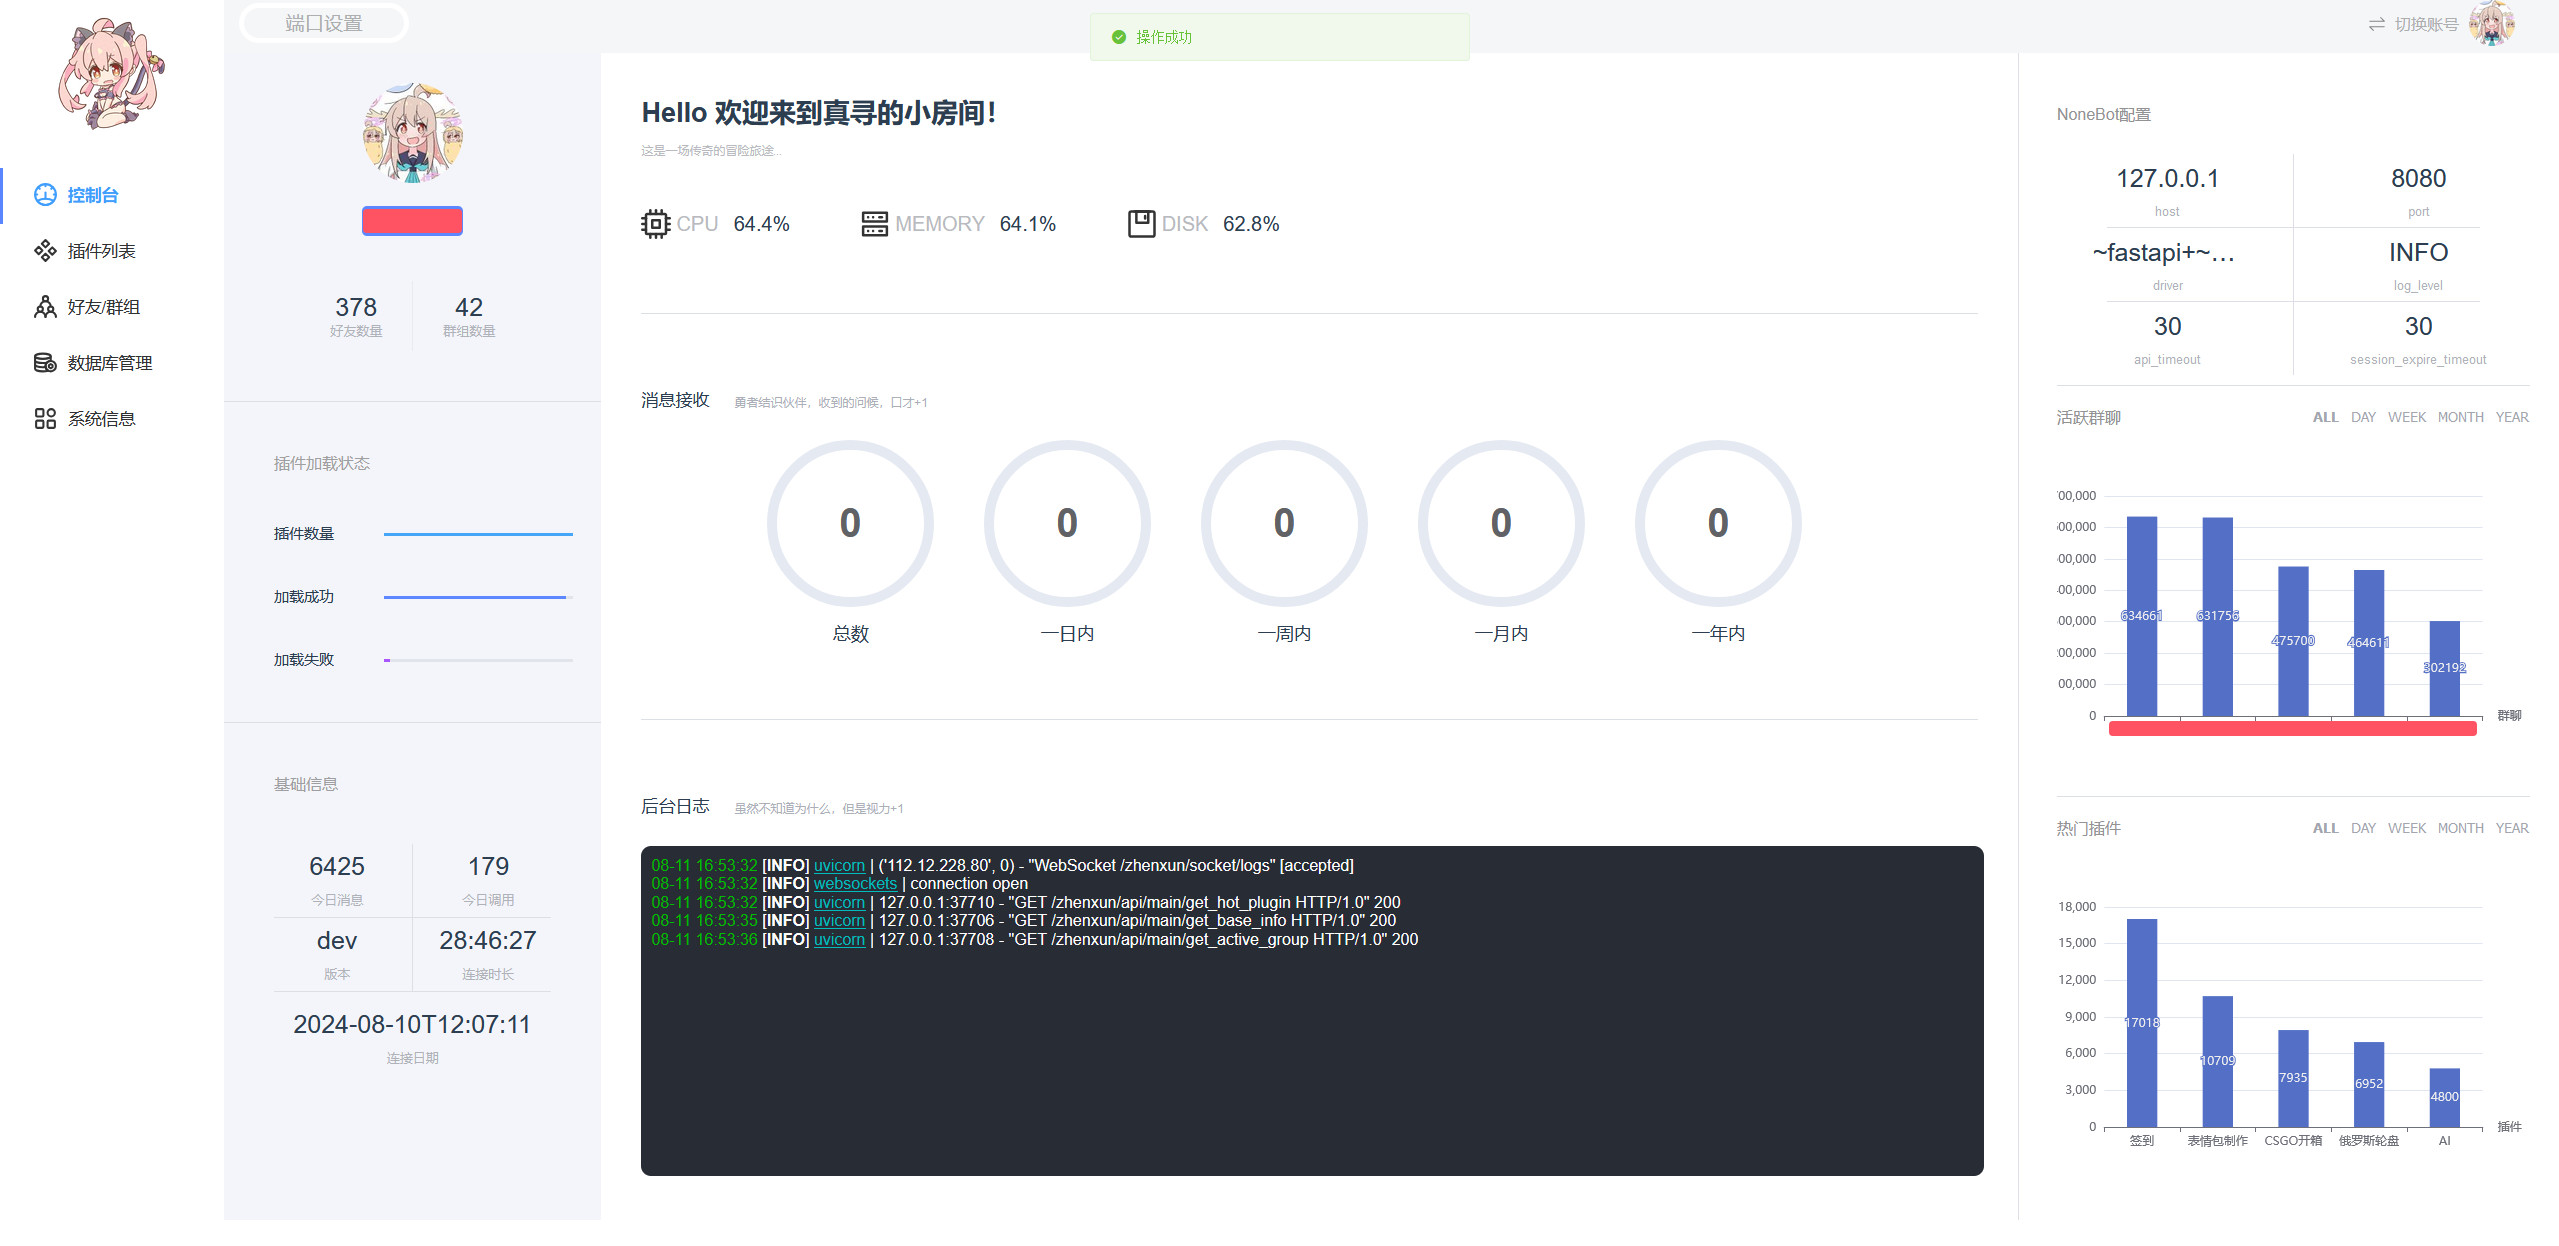 端口设置
操作成功
切换账号
控制台
插件列表
好友/群组
数据库管理
系统信息
378
好友数量
42
群组数量
插件加载状态
插件数量
加载成功
加载失败
基础信息
6425
今日消息
179
今日调用
dev
版本
28:46:27
连接时长
2024-08-10T12:07:11
连接日期
Hello 欢迎来到真寻的小房间！
这是一场传奇的冒险旅途...
CPU 64.4%
MEMORY 64.1%
DISK 62.8%
消息接收 勇者结识伙伴，收到的问候，口才+1
0
总数
0
一日内
0
一周内
0
一月内
0
一年内
后台日志 虽然不知道为什么，但是视力+1
08-11 16:53:32 [INFO] uvicorn | ('112.12.228.80', 0) - "WebSocket /zhenxun/socket/logs" [accepted]
08-11 16:53:32 [INFO] websockets | connection open
08-11 16:53:32 [INFO] uvicorn | 127.0.0.1:37710 - "GET /zhenxun/api/main/get_hot_plugin HTTP/1.0" 200
08-11 16:53:35 [INFO] uvicorn | 127.0.0.1:37706 - "GET /zhenxun/api/main/get_base_info HTTP/1.0" 200
08-11 16:53:36 [INFO] uvicorn | 127.0.0.1:37708 - "GET /zhenxun/api/main/get_active_group HTTP/1.0" 200
NoneBot配置
127.0.0.1
host
8080
port
~fastapi+~...
driver
INFO
log_level
30
api_timeout
30
session_expire_timeout
活跃群聊 ALL DAY WEEK MONTH YEAR
00,000
00,000
00,000
00,000
00,000
00,000
00,000
0
634661
631756
475700
464611
302192
群聊
热门插件 ALL DAY WEEK MONTH YEAR
18,000
15,000
12,000
9,000
6,000
3,000
0
17018
10709
7935
6952
4800
签到 表情包制作 CSGO开箱 俄罗斯轮盘 AI
插件